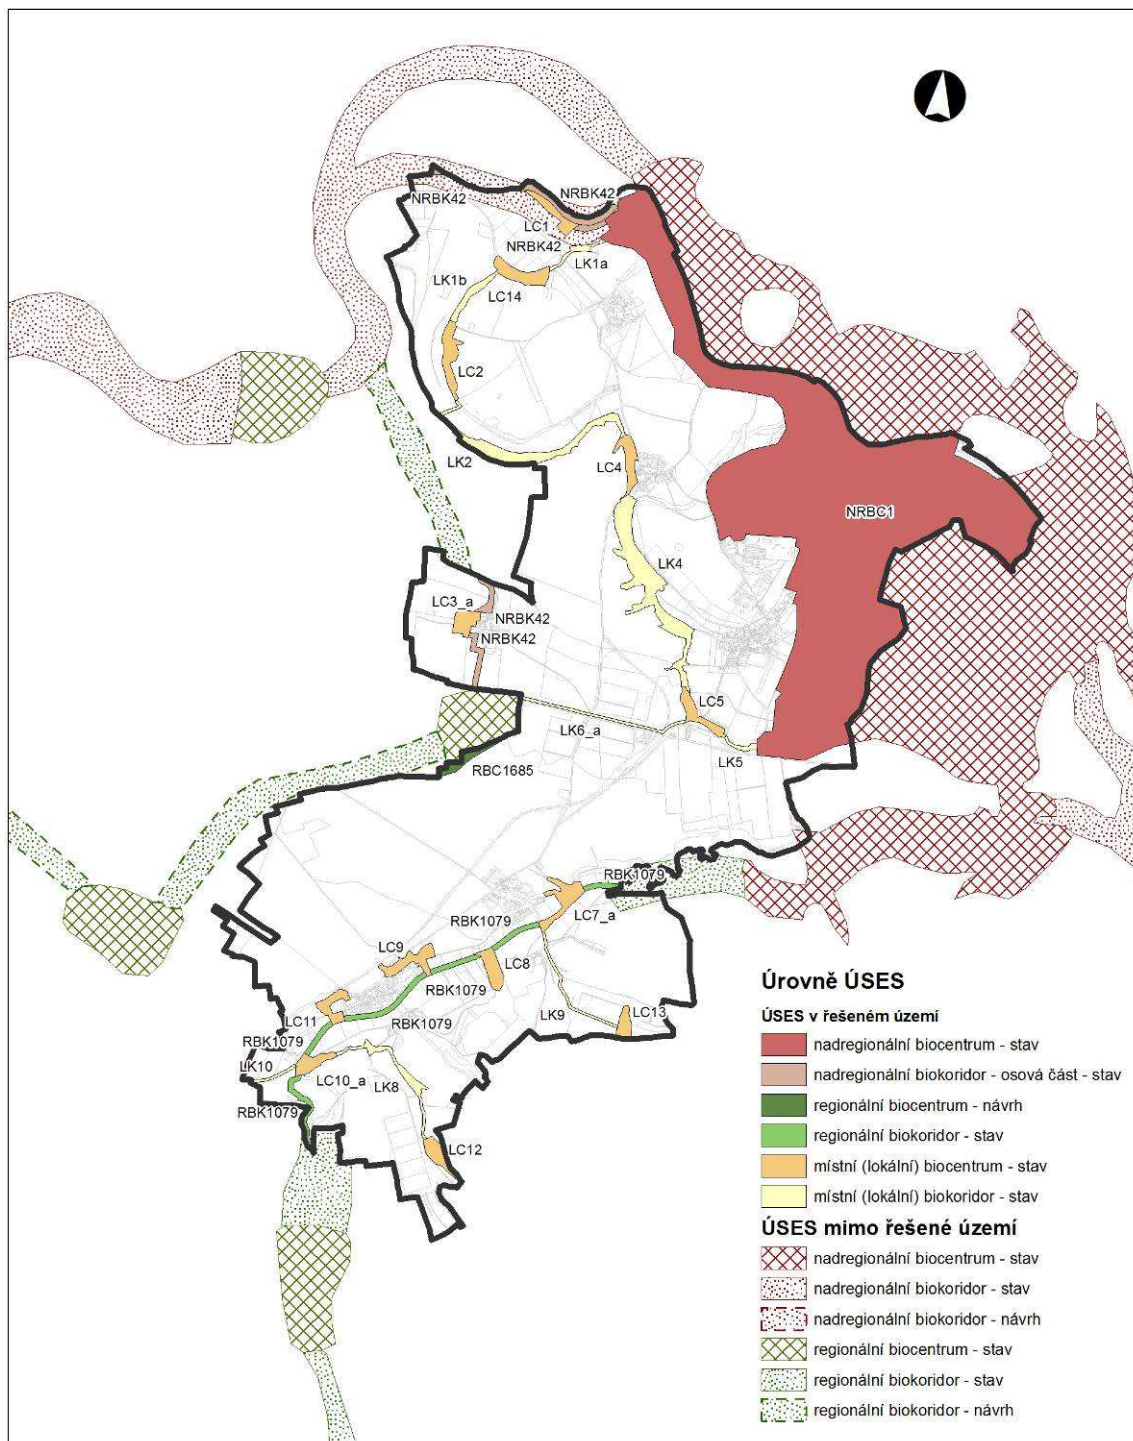 NRBK42
NRBK42
LC1
NRBK42
LK1a
LK1b
LC14
LC2
LK2
LC4
NRBC1
LK4
LC3_a
NRBK42
NRBK42
LC5
LK6_a
LK5
RBC1685
RBK1079
LC7_a
RBK1079
LC9
LC8
RBK1079
LK9
LC13
LC11
RBK1079
RBK1079
LK10
LC10_a
LK8
RBK1079
LC12
Úrovně ÚSES
ÚSES v řešeném území
nadregionální biocentrum - stav
nadregionální biokoridor - osová část - stav
regionální biocentrum - návrh
regionální biokoridor - stav
místní (lokální) biocentrum - stav
místní (lokální) biokoridor - stav
ÚSES mimo řešené území
nadregionální biocentrum - stav
nadregionální biokoridor - stav
nadregionální biokoridor - návrh
regionální biocentrum - stav
regionální biokoridor - stav
regionální biokoridor - návrh